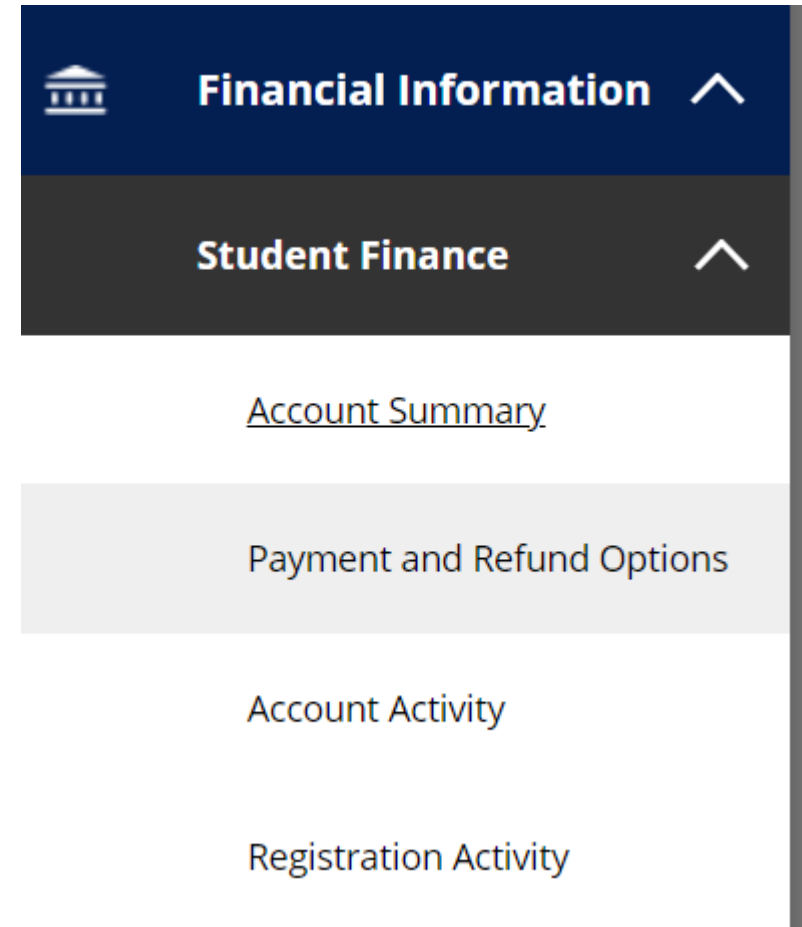 Financial Information
Student Finance
Account Summary
Payment and Refund Options
Account Activity
Registration Activity